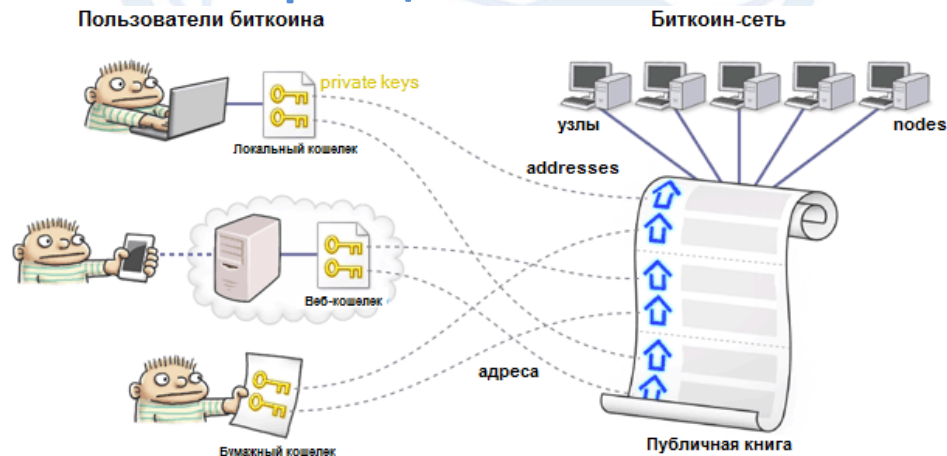 Пользователи биткоина
Биткоин-сеть
private keys
узлы
nodes
Локальный кошелек
addresses
Веб-кошелек
адреса
Бумажный кошелек
Публичная книга